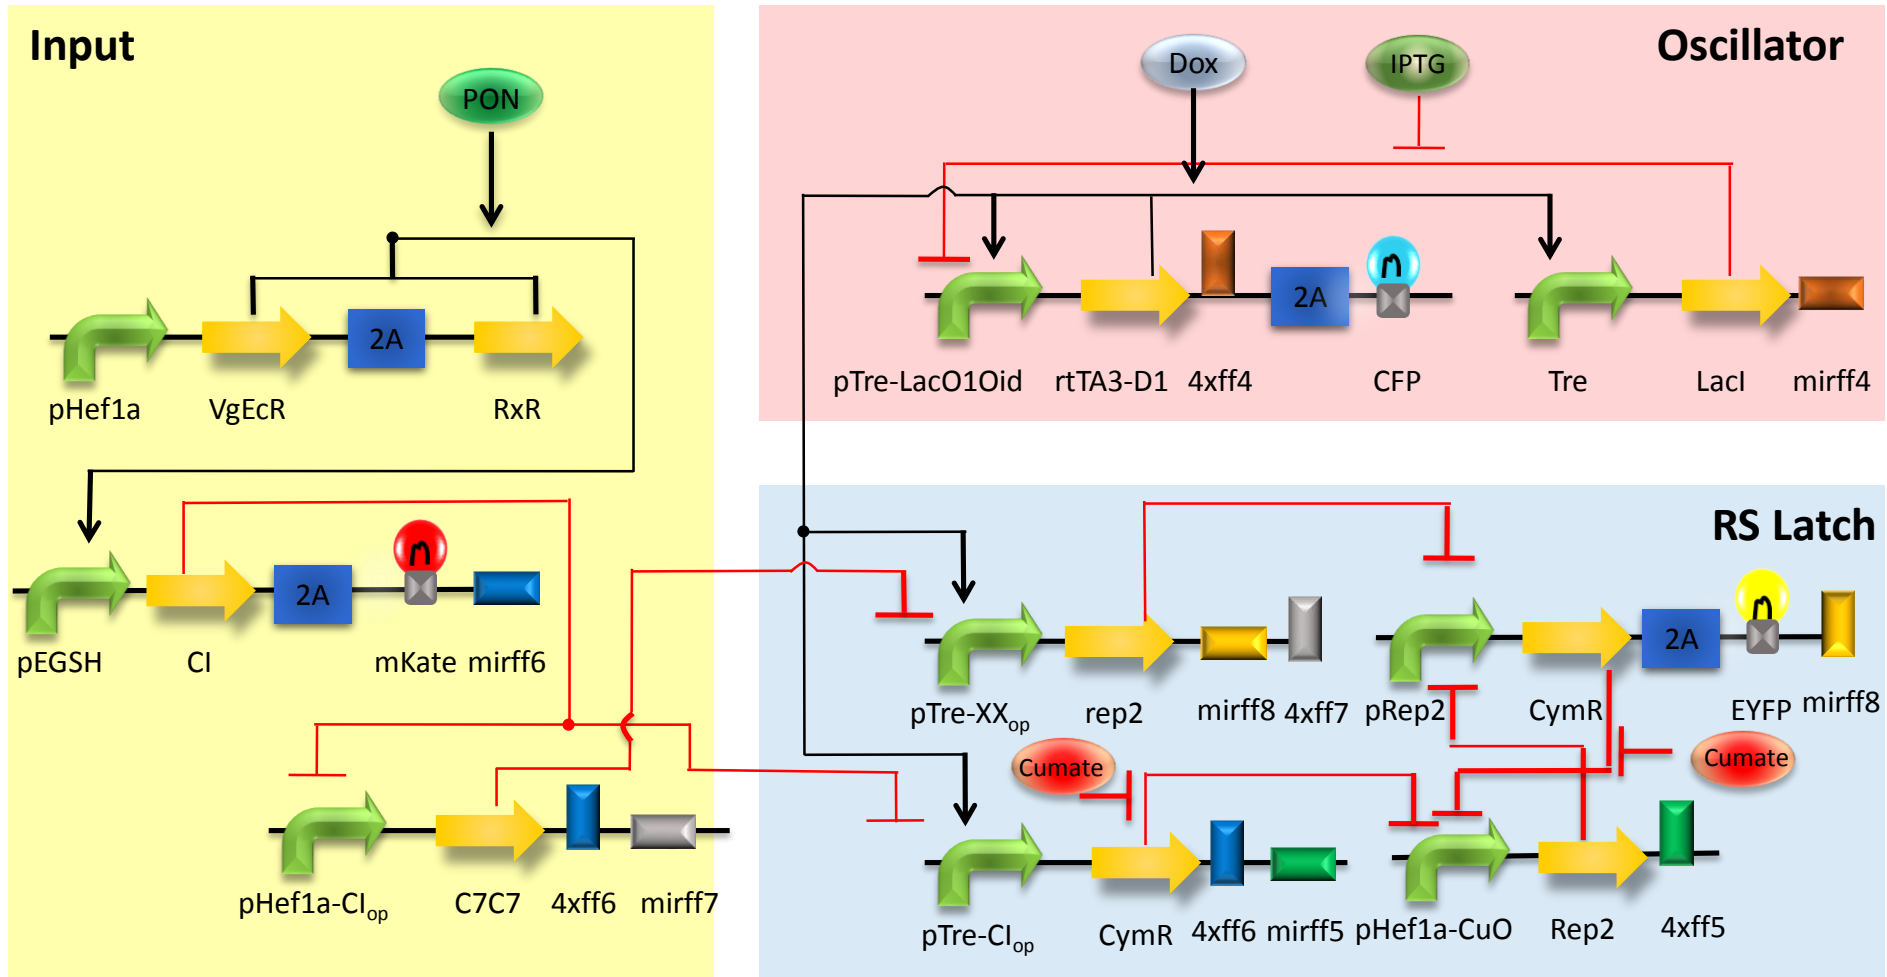 Input
PON
2A
pHef1a
VgEcR
RxR
2A
pEGSH
CI
mKate
mirff6
pHef1a-CIop
C7C7
4xff6
mirff7
Oscillator
Dox
IPTG
2A
pTre-LacO1Oid
rtTA3-D1
4xff4
CFP
Tre
LacI
mirff4
RS Latch
2A
pTre-XXop
rep2
mirff8
4xff7
pRep2
CymR
EYFP
mirff8
Cumate
Cumate
pTre-CIop
CymR
4xff6
mirff5
pHef1a-CuO
Rep2
4xff5